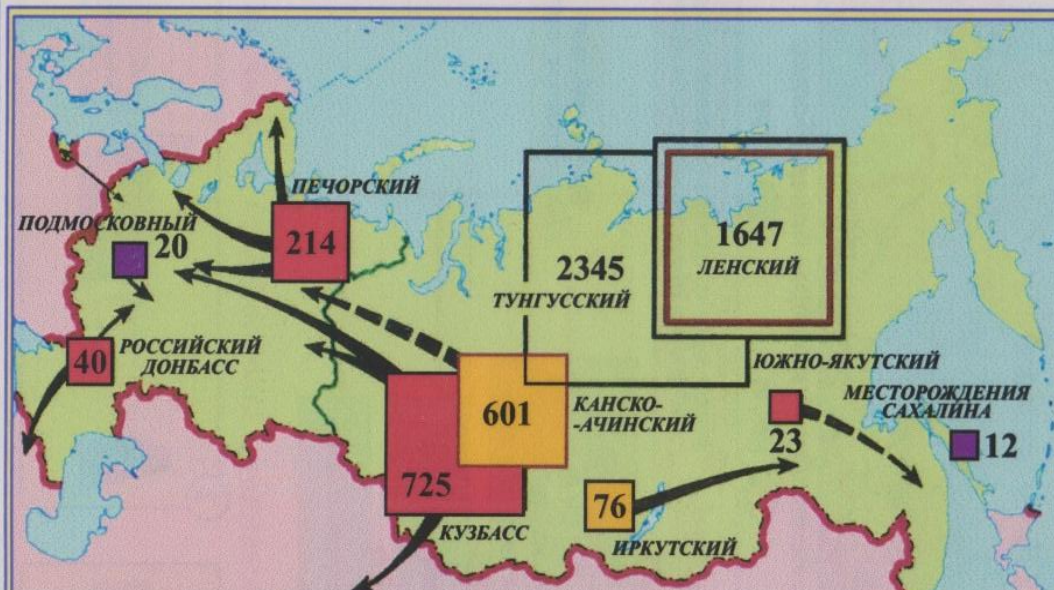 ПЕЧОРСКИЙ
214
ПОДМОСКОВНЫЙ
20
1647
ЛЕНСКИЙ
2345
ТУНГУССКИЙ
40
РОССИЙСКИЙ
ДОНБАСС
ЮЖНО-ЯКУТСКИЙ
23
МЕСТОРОЖДЕНИЯ
САХАЛИНА
12
601
КАНСКО-
-АЧИНСКИЙ
725
КУЗБАСС
76
ИРКУТСКИЙ